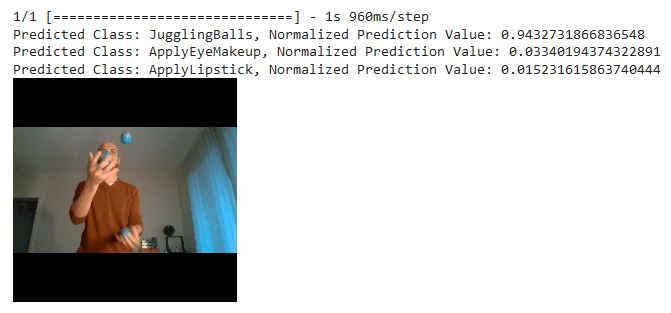 1/1 [==============================] - 1s 960ms/step
Predicted Class: JugglingBalls, Normalized Prediction Value: 0.9432731866836548
Predicted Class: ApplyEyeMakeup, Normalized Prediction Value: 0.03340194374322891
Predicted Class: ApplyLipstick, Normalized Prediction Value: 0.015231615863740444